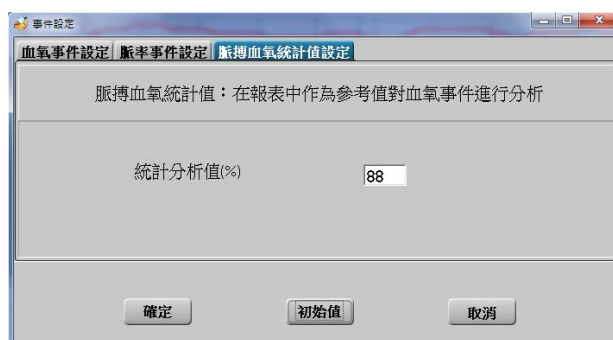 事件設定
血氧事件設定 脈率事件設定 脈搏血氧統計值設定
脈搏血氧統計值：在報表中作為參考值對血氧事件進行分析
統計分析值(%) 88
確定 初始值 取消